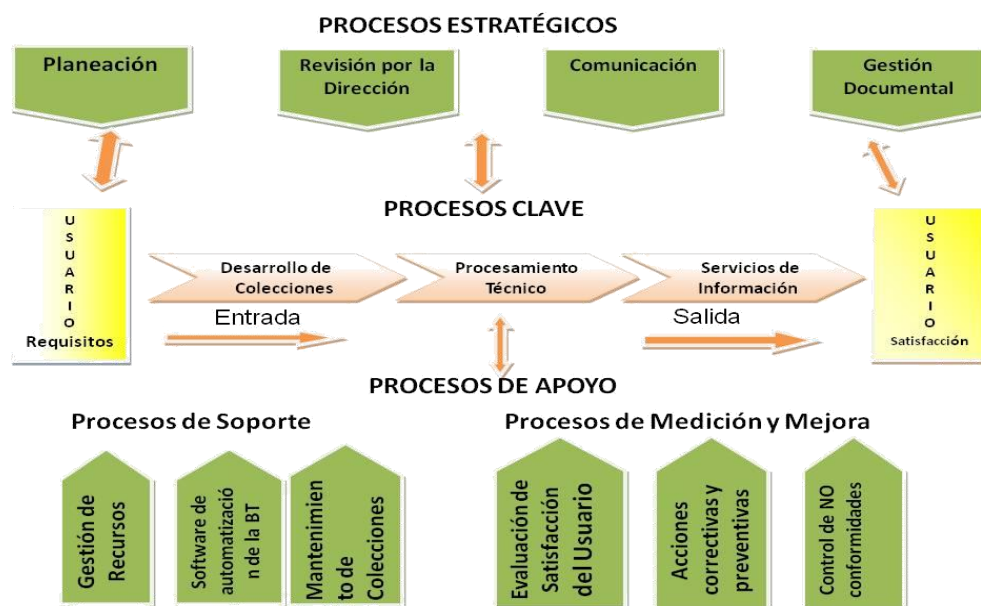 PROCESOS ESTRATÉGICOS
Planeación
Revisión por la
Dirección
Comunicación
Gestión
Documental
PROCESOS CLAVE
USUARIO
Requisitos
Desarrollo de
Colecciones
Procesamiento
Técnico
Servicios de
Información
USUARIO
Satisfacción
Entrada
Salida
PROCESOS DE APOYO
Procesos de Soporte
Procesos de Medición y Mejora
Gestión de
Recursos
Software de
automatizació
n de la BT
Mantenimien
to de
Colecciones
Evaluación de
Satisfacción
del Usuario
Acciones
correctivas y
preventivas
Control de NO
conformidades